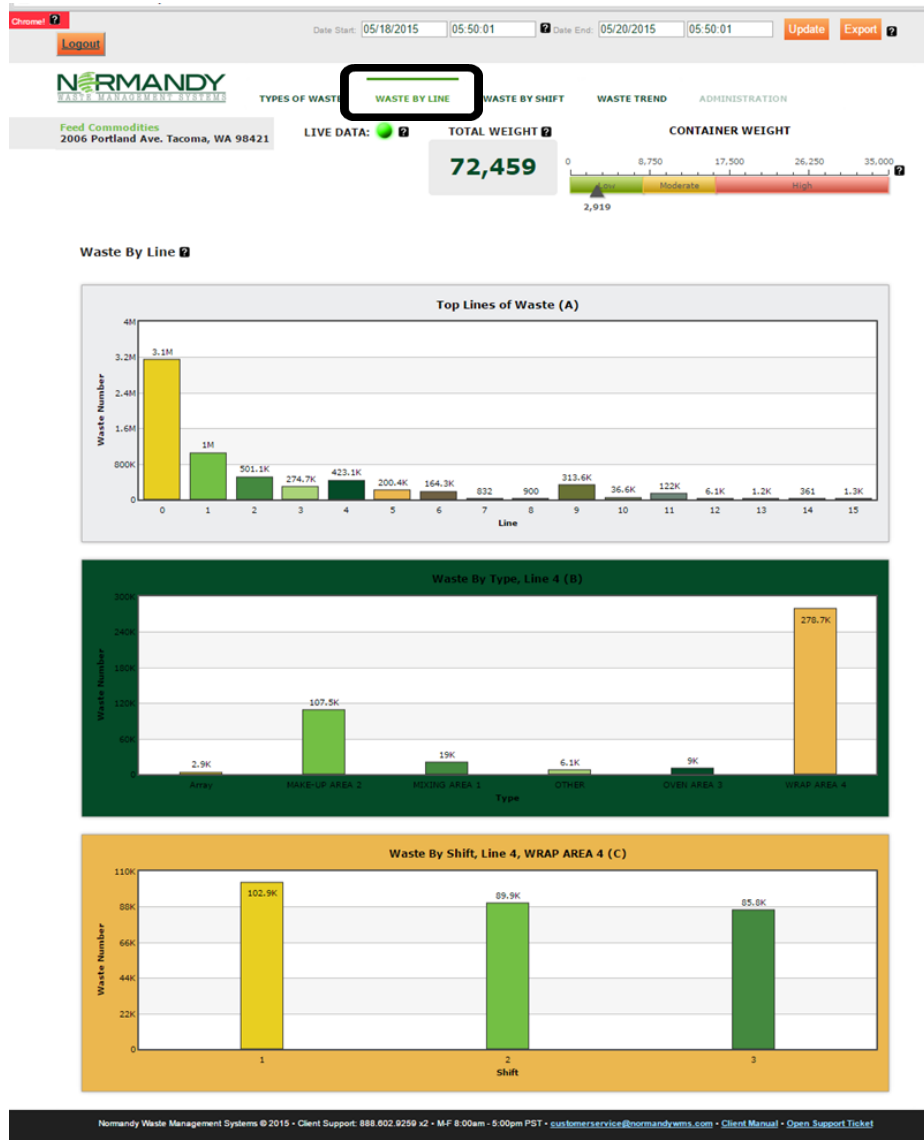 Chrome! ?
Logout
Date Start: 05/18/2015 05:50:01 ? Date End: 05/20/2015 05:50:01 Update Export ?
NORMANDY
WASTE MANAGEMENT SYSTEMS
TYPES OF WASTE WASTE BY LINE WASTE BY SHIFT WASTE TREND ADMINISTRATION
Feed Commodities
2006 Portland Ave. Tacoma, WA 98421
LIVE DATA: ? TOTAL WEIGHT ? CONTAINER WEIGHT
72,459
0 8,750 17,500 26,250 35,000 ?
Low Moderate High
2,919
Waste By Line ?
Top Lines of Waste (A)
4M
3.2M
2.4M
1.6M
800K
0
Waste Number
3.1M 1M 501.1K 274.7K 423.1K 200.4K 164.3K 832 900 313.6K 36.6K 122K 6.1K 1.2K 361 1.3K
0 1 2 3 4 5 6 7 8 9 10 11 12 13 14 15
Line
Waste By Type, Line 4 (B)
300K
240K
180K
120K
60K
0
Waste Number
2.9K 107.5K 19K 6.1K 9K 278.7K
Array MAKE-UP AREA 2 MIXING AREA 1 OTHER OVEN AREA 3 WRAP AREA 4
Type
Waste By Shift, Line 4, WRAP AREA 4 (C)
110K
88K
66K
44K
22K
0
Waste Number
102.9K 89.9K 85.8K
1 2 3
Shift
Normandy Waste Management Systems © 2015 • Client Support: 888.602.9259 x2 • M-F 8:00am - 5:00pm PST • customerservice@normandywms.com • Client Manual • Open Support Ticket